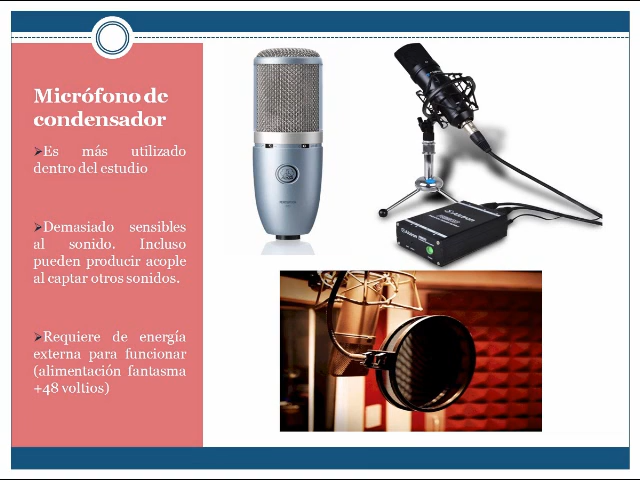 Micrófono de
condensador
➢Es más utilizado
dentro del estudio
➢Demasiado sensibles
al sonido. Incluso
pueden producir acople
al captar otros sonidos.
➢Requiere de energía
externa para funcionar
(alimentación fantasma
+48 voltios)
AKG